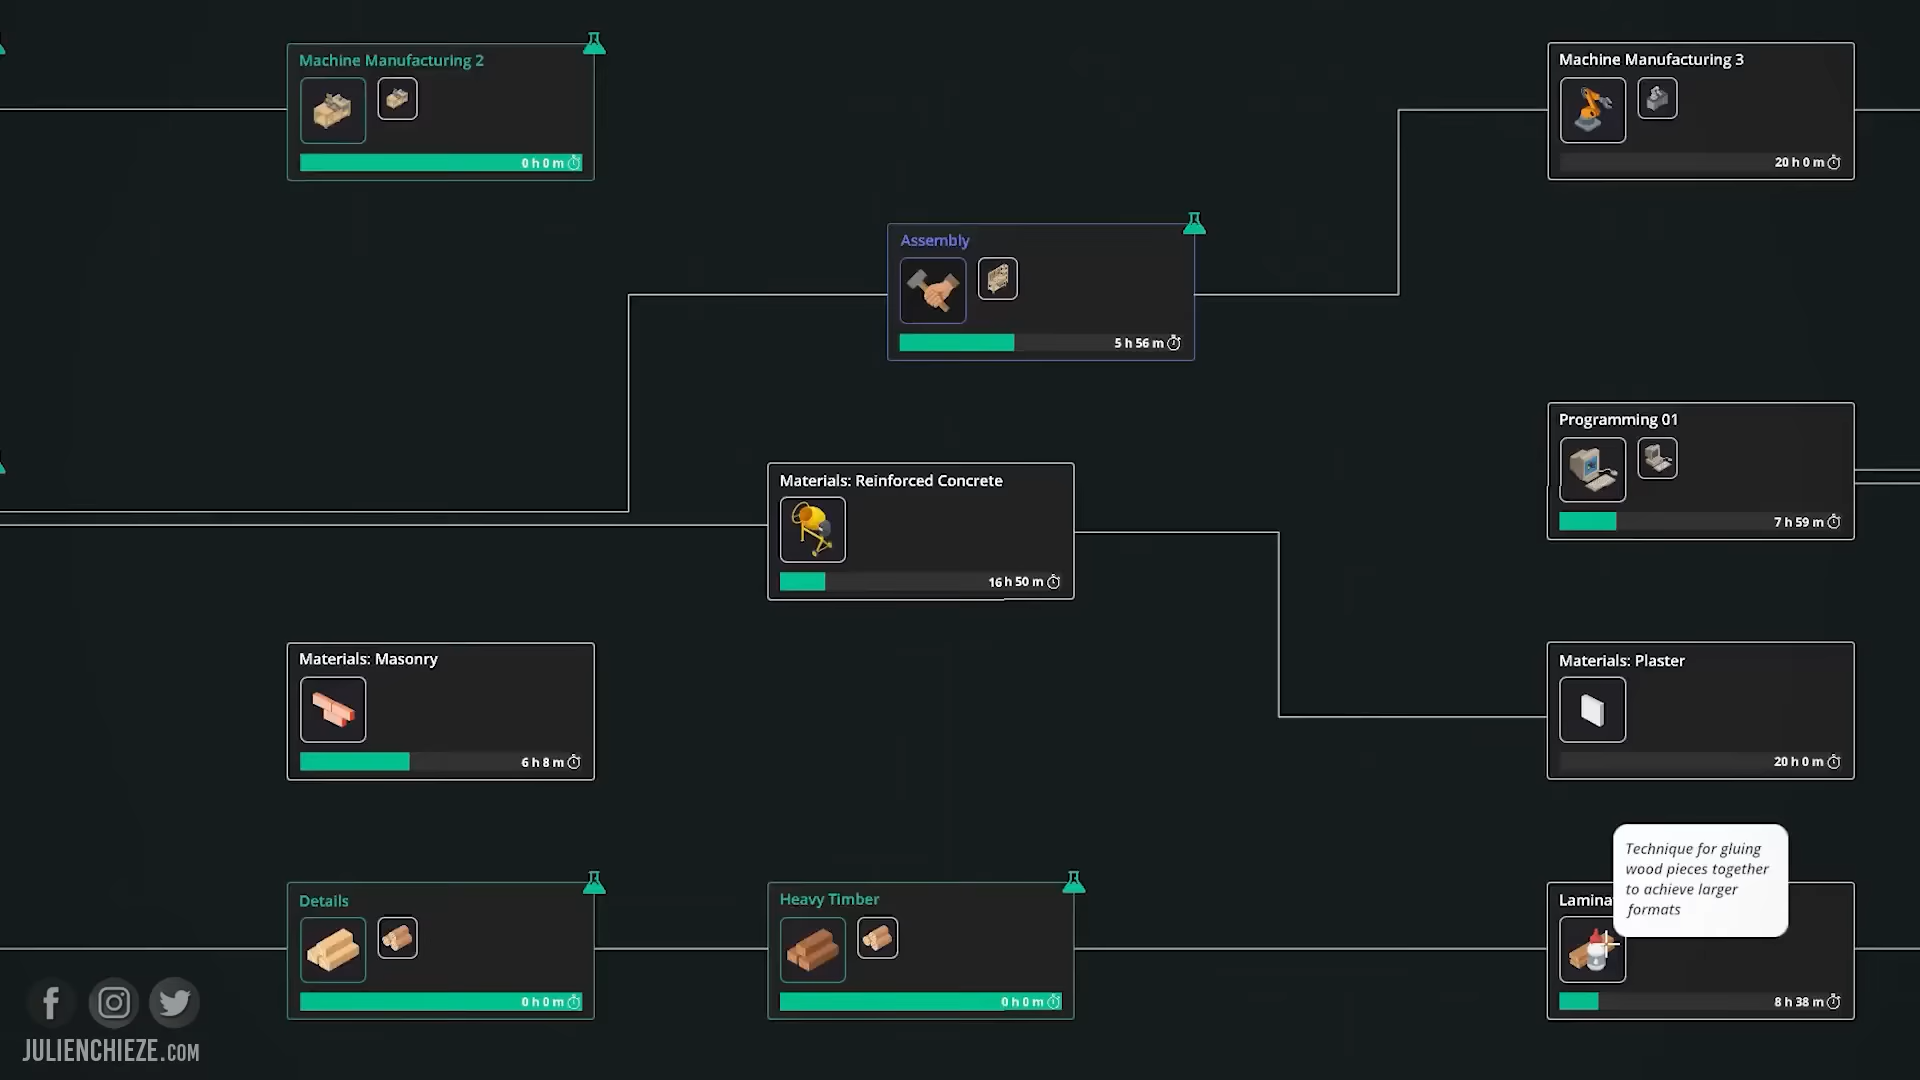 Machine Manufacturing 2
0 h 0 m
Machine Manufacturing 3
20 h 0 m
Assembly
5 h 56 m
Programming 01
7 h 59 m
Materials: Reinforced Concrete
16 h 50 m
Materials: Masonry
6 h 8 m
Materials: Plaster
20 h 0 m
Technique for gluing
wood pieces together
to achieve larger
formats
Details
0 h 0 m
Heavy Timber
0 h 0 m
Lamina
8 h 38 m
JULIENCHIEZE.COM